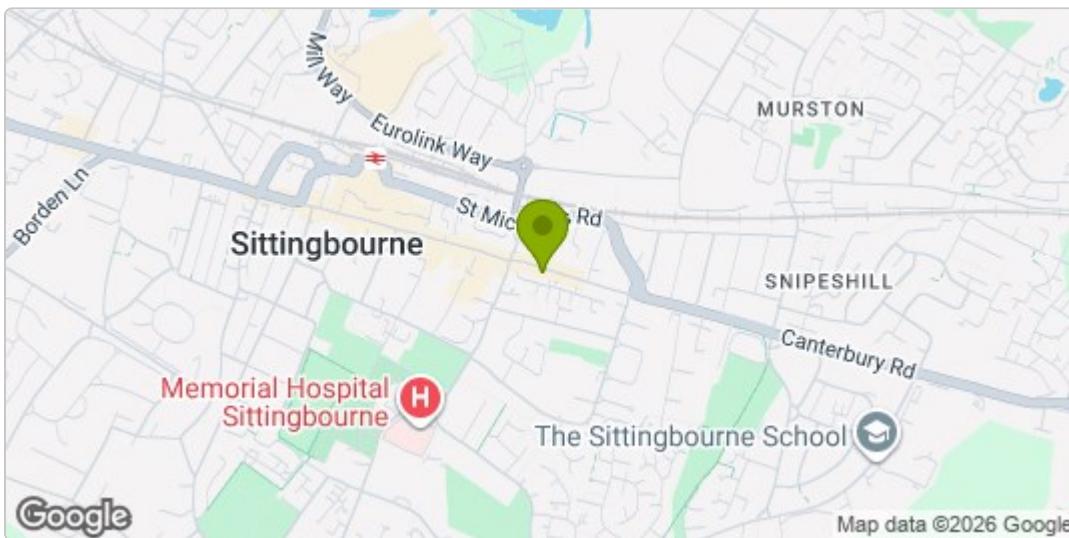 Mill Way
Eurolink Way
MURSTON
Borden Ln
St Mic s Rd
Sittingbourne
SNIPESHILL
Canterbury Rd
Memorial Hospital
Sittingbourne
H
The Sittingbourne School
Google
Map data ©2026 Google